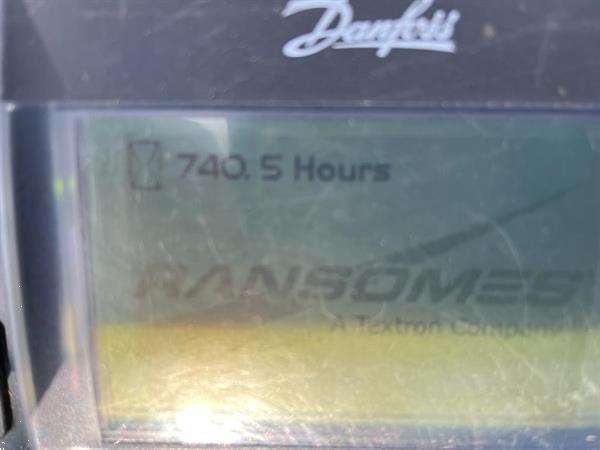 Danfoss
740.5 Hours
RANSOMES
A Textron Company